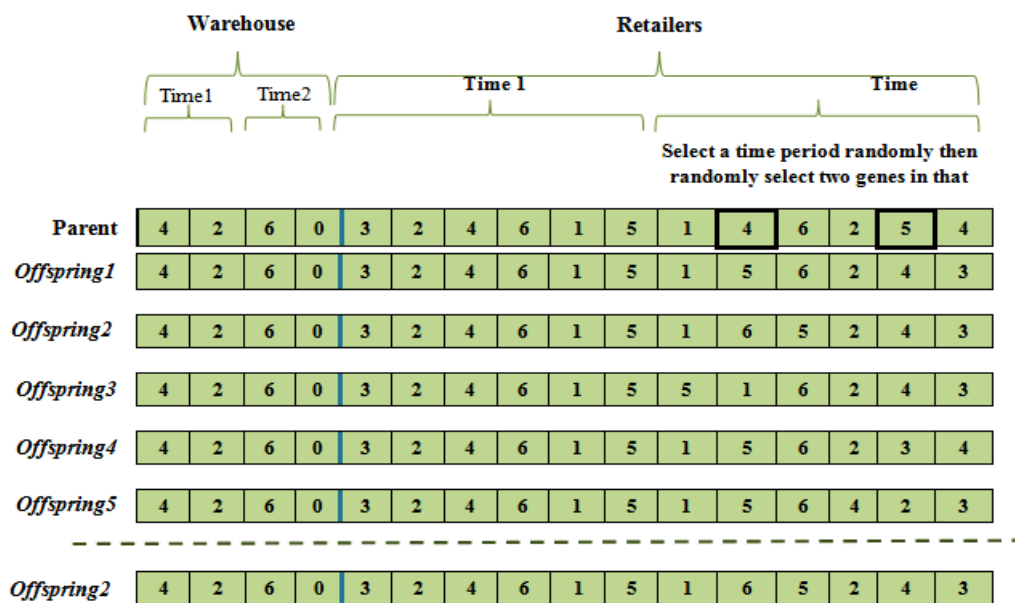 Warehouse Retailers
Time1 Time2 Time 1 Time
Select a time period randomly then
randomly select two genes in that
Parent 4 2 6 0 3 2 4 6 1 5 1 4 6 2 5 4
Offspring1 4 2 6 0 3 2 4 6 1 5 1 5 6 2 4 3
Offspring2 4 2 6 0 3 2 4 6 1 5 1 6 5 2 4 3
Offspring3 4 2 6 0 3 2 4 6 1 5 5 1 6 2 4 3
Offspring4 4 2 6 0 3 2 4 6 1 5 1 5 6 2 3 4
Offspring5 4 2 6 0 3 2 4 6 1 5 1 5 6 4 2 3
Offspring2 4 2 6 0 3 2 4 6 1 5 1 6 5 2 4 3